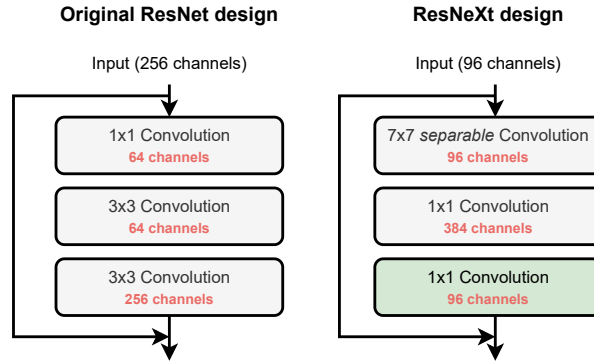 Original ResNet design
Input (256 channels)
1x1 Convolution
64 channels
3x3 Convolution
64 channels
3x3 Convolution
256 channels
ResNeXt design
Input (96 channels)
7x7 separable Convolution
96 channels
1x1 Convolution
384 channels
1x1 Convolution
96 channels